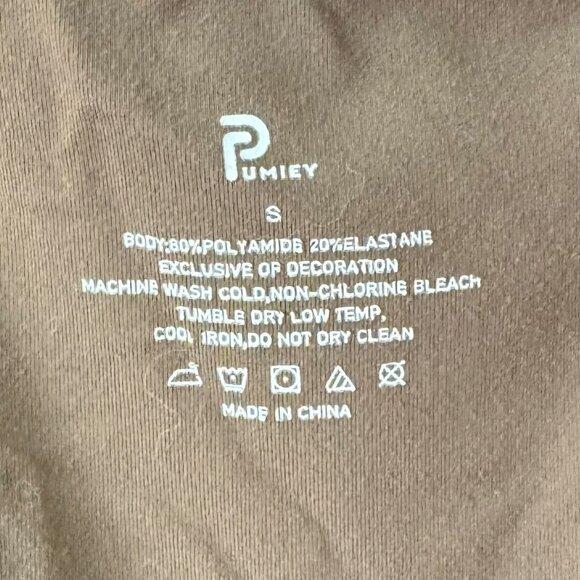 PUMIEY
S
BODY:80%POLYAMIDE 20%ELASTANE
EXCLUSIVE OF DECORATION
MACHINE WASH COLD,NON-CHLORINE BLEACH
TUMBLE DRY LOW TEMP,
COOL IRON,DO NOT DRY CLEAN
MADE IN CHINA